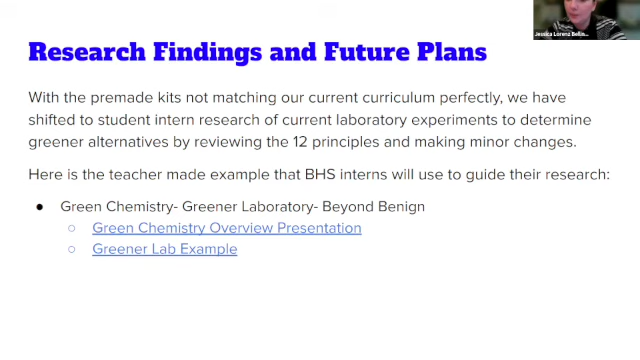 Jessica Lorenz Bellis...
Research Findings and Future Plans
With the premade kits not matching our current curriculum perfectly, we have
shifted to student intern research of current laboratory experiments to determine
greener alternatives by reviewing the 12 principles and making minor changes.
Here is the teacher made example that BHS interns will use to guide their research:
● Green Chemistry- Greener Laboratory- Beyond Benign
○ Green Chemistry Overview Presentation
○ Greener Lab Example